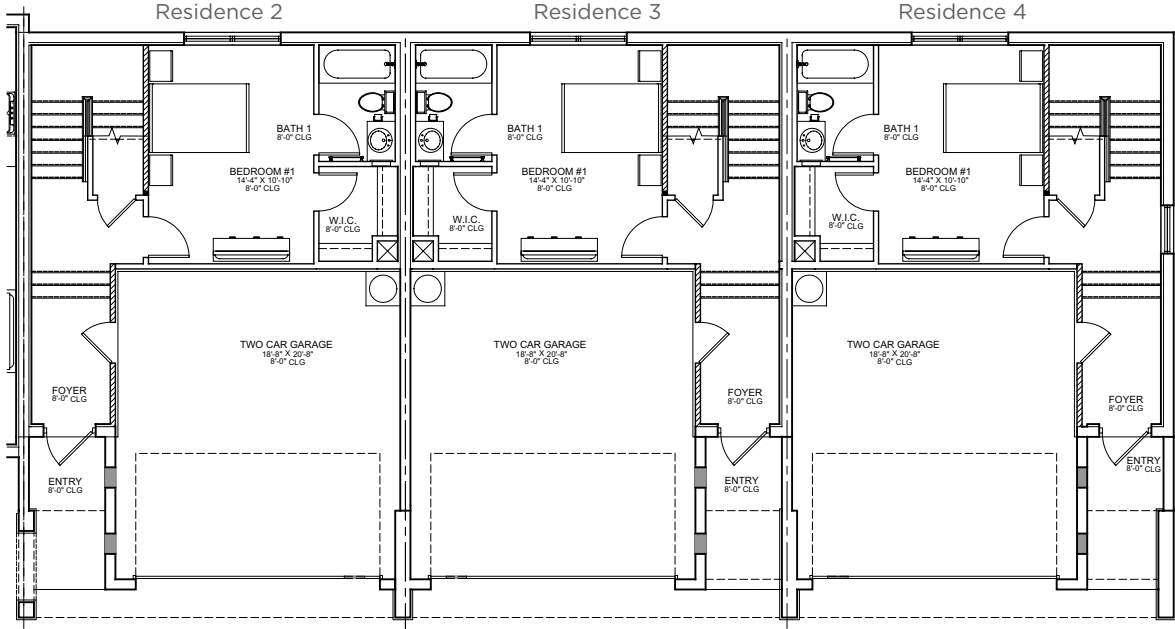 Residence 2
Residence 3
Residence 4
BATH 1
8'-0" CLG
BEDROOM #1
14'-4" X 10'-10"
8'-0" CLG
W.I.C.
8'-0" CLG
TWO CAR GARAGE
18'-8" X 20'-8"
8'-0" CLG
FOYER
8'-0" CLG
ENTRY
8'-0" CLG
BATH 1
8'-0" CLG
BEDROOM #1
14'-4" X 10'-10"
8'-0" CLG
W.I.C.
8'-0" CLG
TWO CAR GARAGE
18'-8" X 20'-8"
8'-0" CLG
FOYER
8'-0" CLG
ENTRY
8'-0" CLG
BATH 1
8'-0" CLG
BEDROOM #1
14'-4" X 10'-10"
8'-0" CLG
W.I.C.
8'-0" CLG
TWO CAR GARAGE
18'-8" X 20'-8"
8'-0" CLG
FOYER
8'-0" CLG
ENTRY
8'-0" CLG